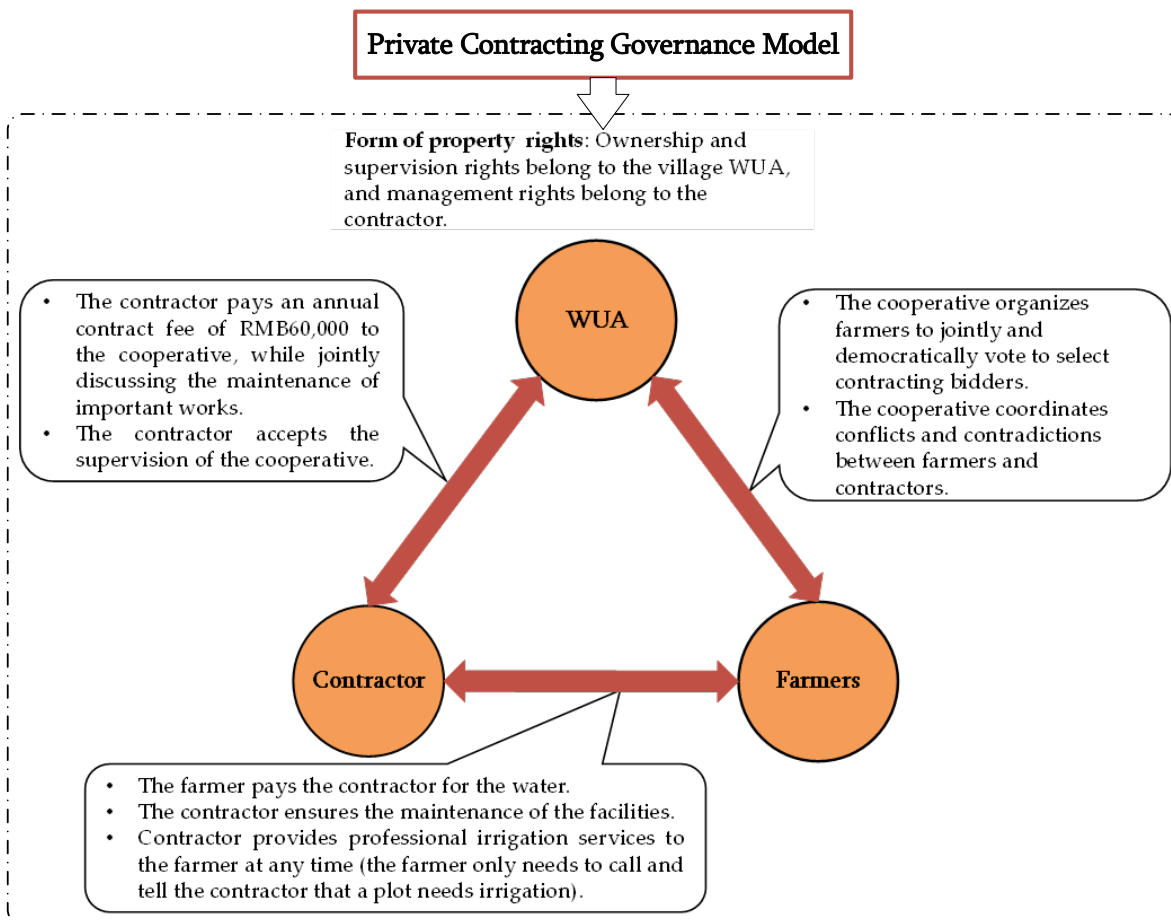 Private Contracting Governance Model
Form of property rights: Ownership and
supervision rights belong to the village WUA,
and management rights belong to the
contractor.
WUA
• The contractor pays an annual
contract fee of RMB60,000 to
the cooperative, while jointly
discussing the maintenance of
important works.
• The contractor accepts the
supervision of the cooperative.
• The cooperative organizes
farmers to jointly and
democratically vote to select
contracting bidders.
• The cooperative coordinates
conflicts and contradictions
between farmers and
contractors.
Contractor
Farmers
• The farmer pays the contractor for the water.
• The contractor ensures the maintenance of the facilities.
• Contractor provides professional irrigation services to
the farmer at any time (the farmer only needs to call and
tell the contractor that a plot needs irrigation).